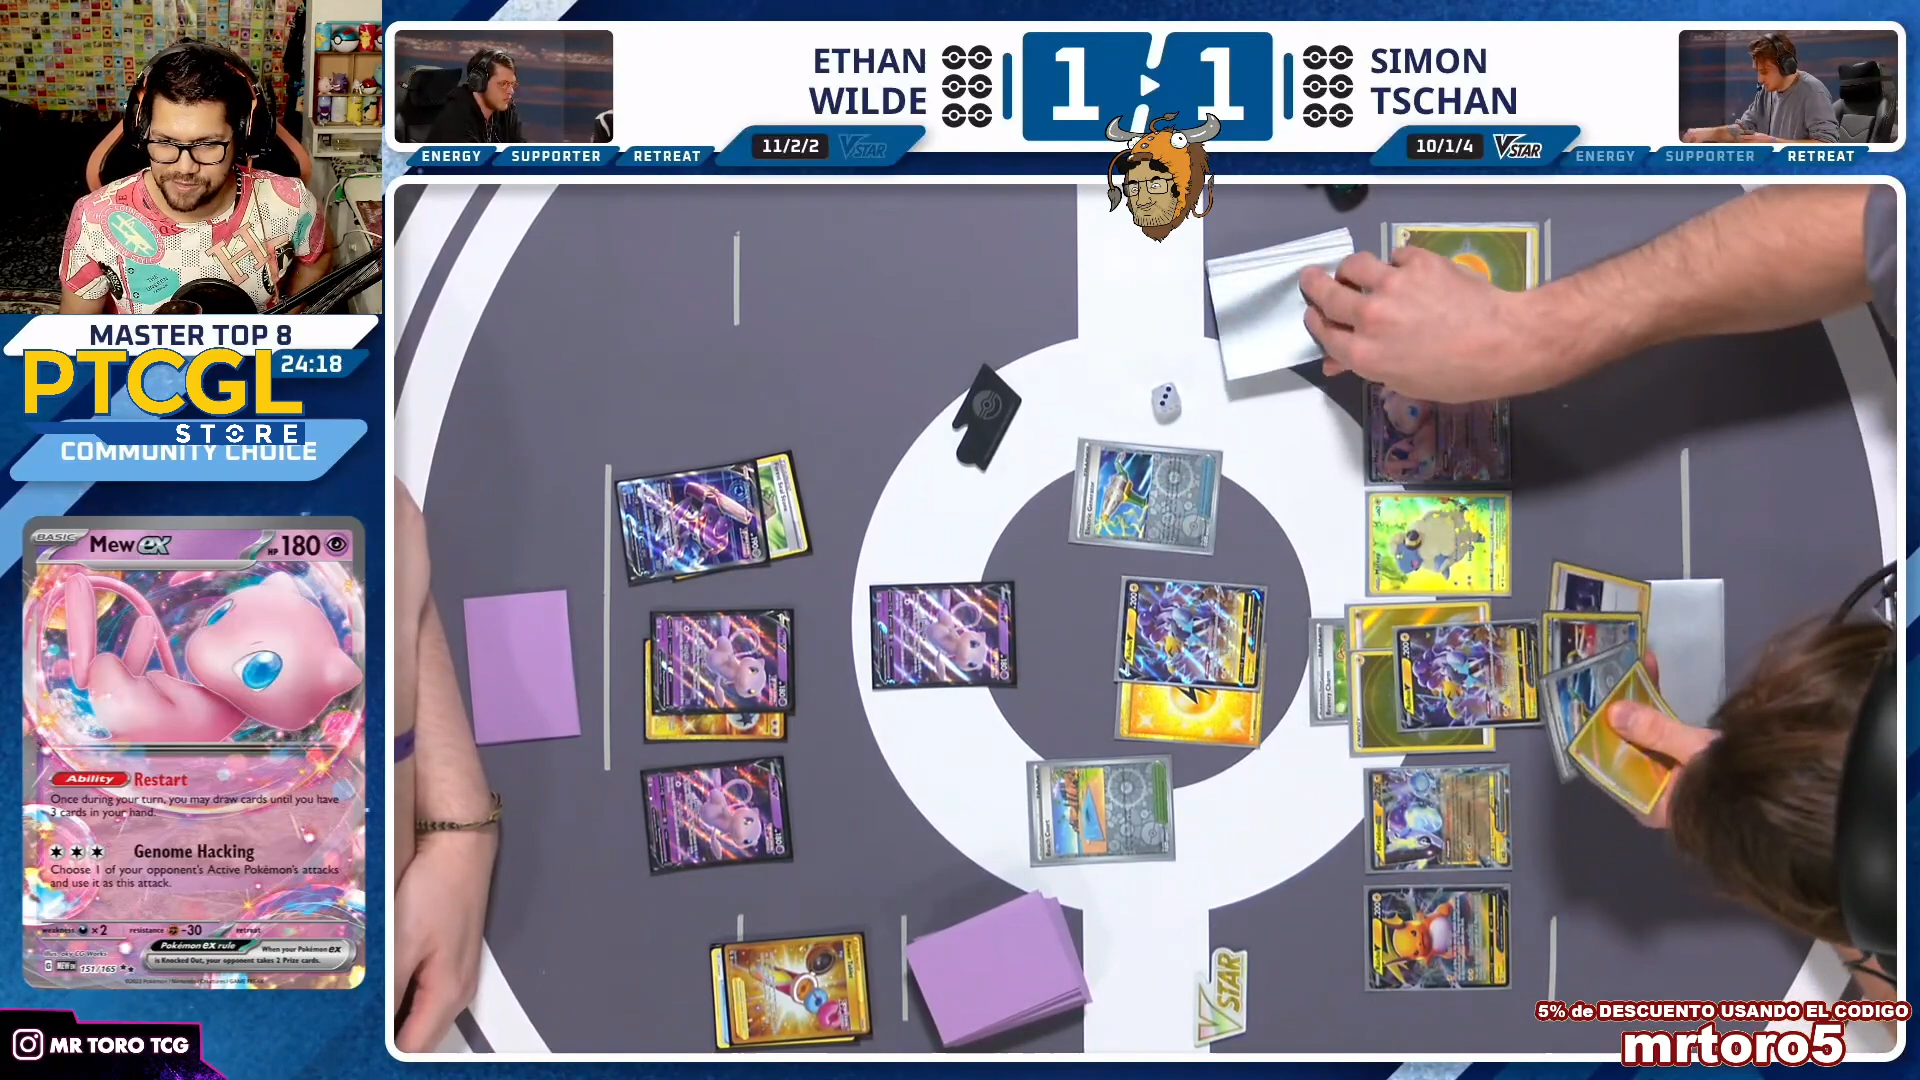 ETHAN
WILDE
1
1
SIMON
TSCHAN
11/2/2
VSTAR
10/1/4
VSTAR
ENERGY
SUPPORTER
RETREAT
ENERGY
SUPPORTER
RETREAT
MASTER TOP 8
24:18
PTCGL
STORE
COMMUNITY CHOICE
BASIC
Mew ex
HP 180
Ability Restart
Once during your turn, you may draw cards until you have
3 cards in your hand.
Genome Hacking
Choose 1 of your opponent's Active Pokémon's attacks
and use it as this attack.
weakness ×2 resistance -30 retreat
Pokémon ex rule
When your Pokémon ex
is Knocked Out, your opponent takes 2 Prize cards.
151/165
VSTAR
MR TORO TCG
5% de DESCUENTO USANDO EL CODIGO
mrtoro5